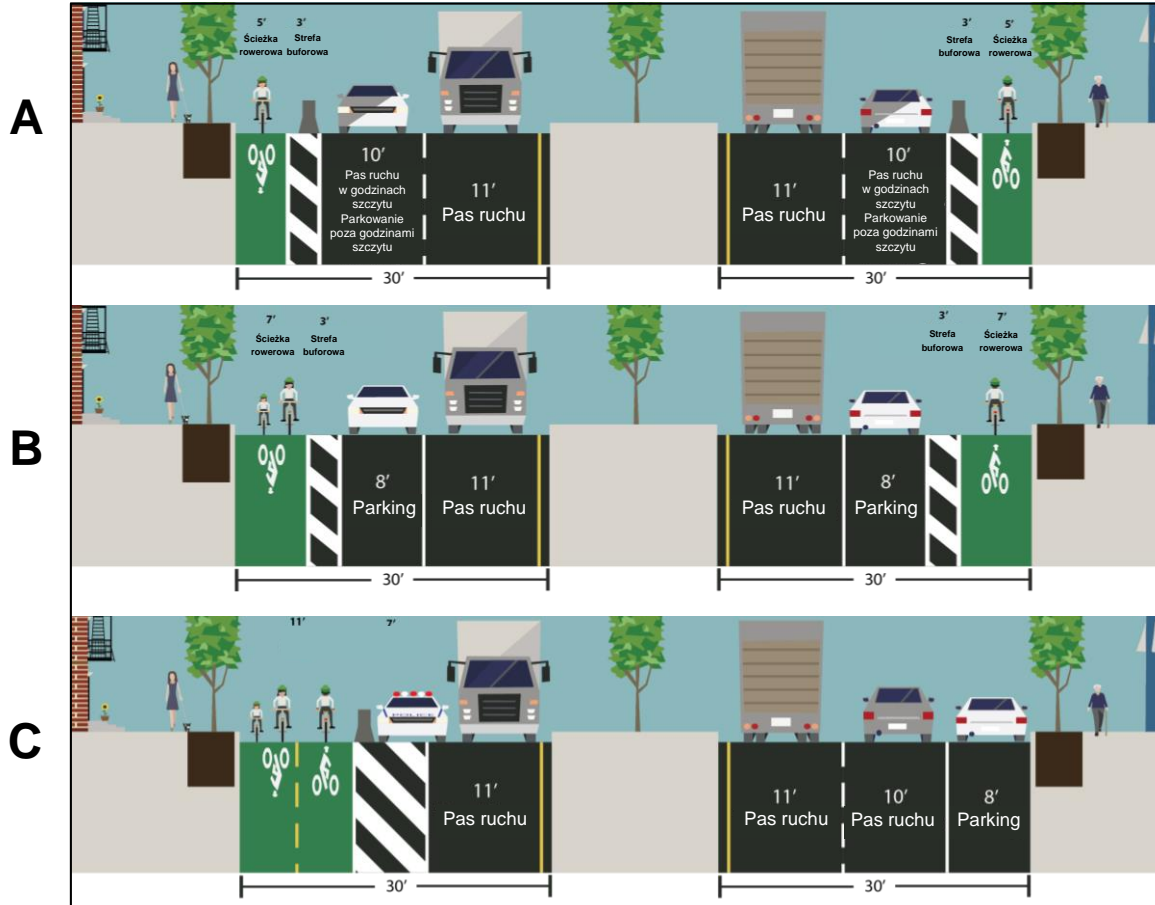 A
5’ 3’
Ścieżka rowerowa
Strefa buforowa
10’
Pas ruchu
w godzinach
szczytu
Parkowanie
poza godzinami
szczytu
11’
Pas ruchu
30’
3’ 5’
Strefa buforowa
Ścieżka rowerowa
11’
Pas ruchu
10’
Pas ruchu
w godzinach
szczytu
Parkowanie
poza godzinami
szczytu
30’
B
7’ 3’
Ścieżka rowerowa
Strefa buforowa
8’
Parking
11’
Pas ruchu
30’
3’ 7’
Strefa buforowa
Ścieżka rowerowa
11’
Pas ruchu
8’
Parking
30’
C
11’ 7’
POLICE
11’
Pas ruchu
30’
11’
Pas ruchu
10’
Pas ruchu
8’
Parking
30’